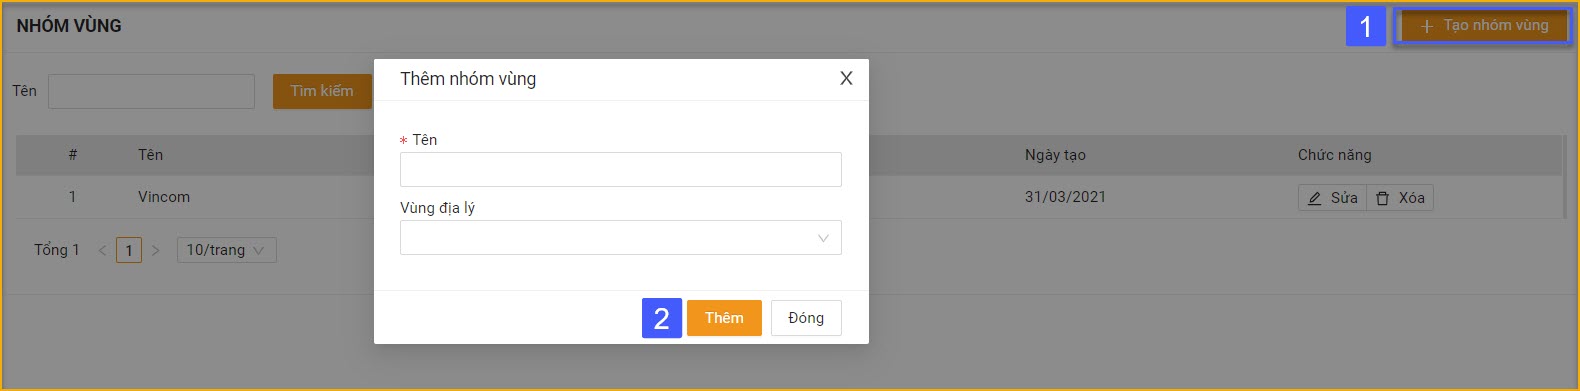 NHÓM VÙNG
1
+ Tạo nhóm vùng
Tên
Tìm kiếm
Thêm nhóm vùng
X
* Tên
Vùng địa lý
2
Thêm
Đóng
# Tên Ngày tạo Chức năng
1 Vincom 31/03/2021 Sửa Xóa
Tổng 1 < 1 > 10/trang